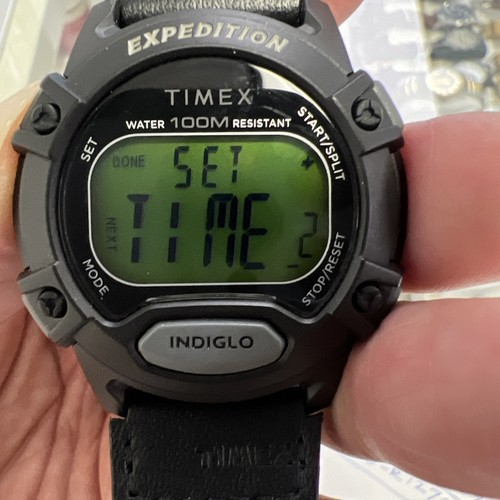 EXPEDITION
TIMEX
WATER 100M RESISTANT
SET
START/SPLIT
DONE
SET
NEXT
TIME 2
MODE
STOP/RESET
INDIGLO
TIMEX